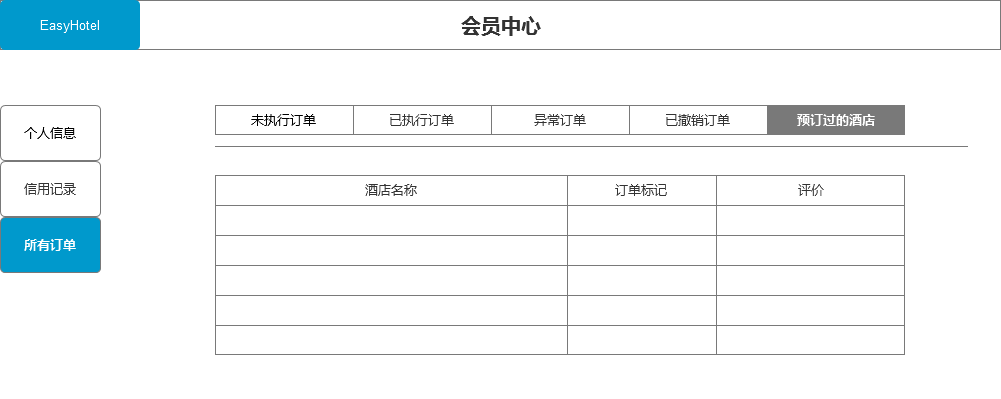 EasyHotel
会员中心
个人信息
信用记录
所有订单
未执行订单 已执行订单 异常订单 已撤销订单 预订过的酒店
酒店名称 订单标记 评价